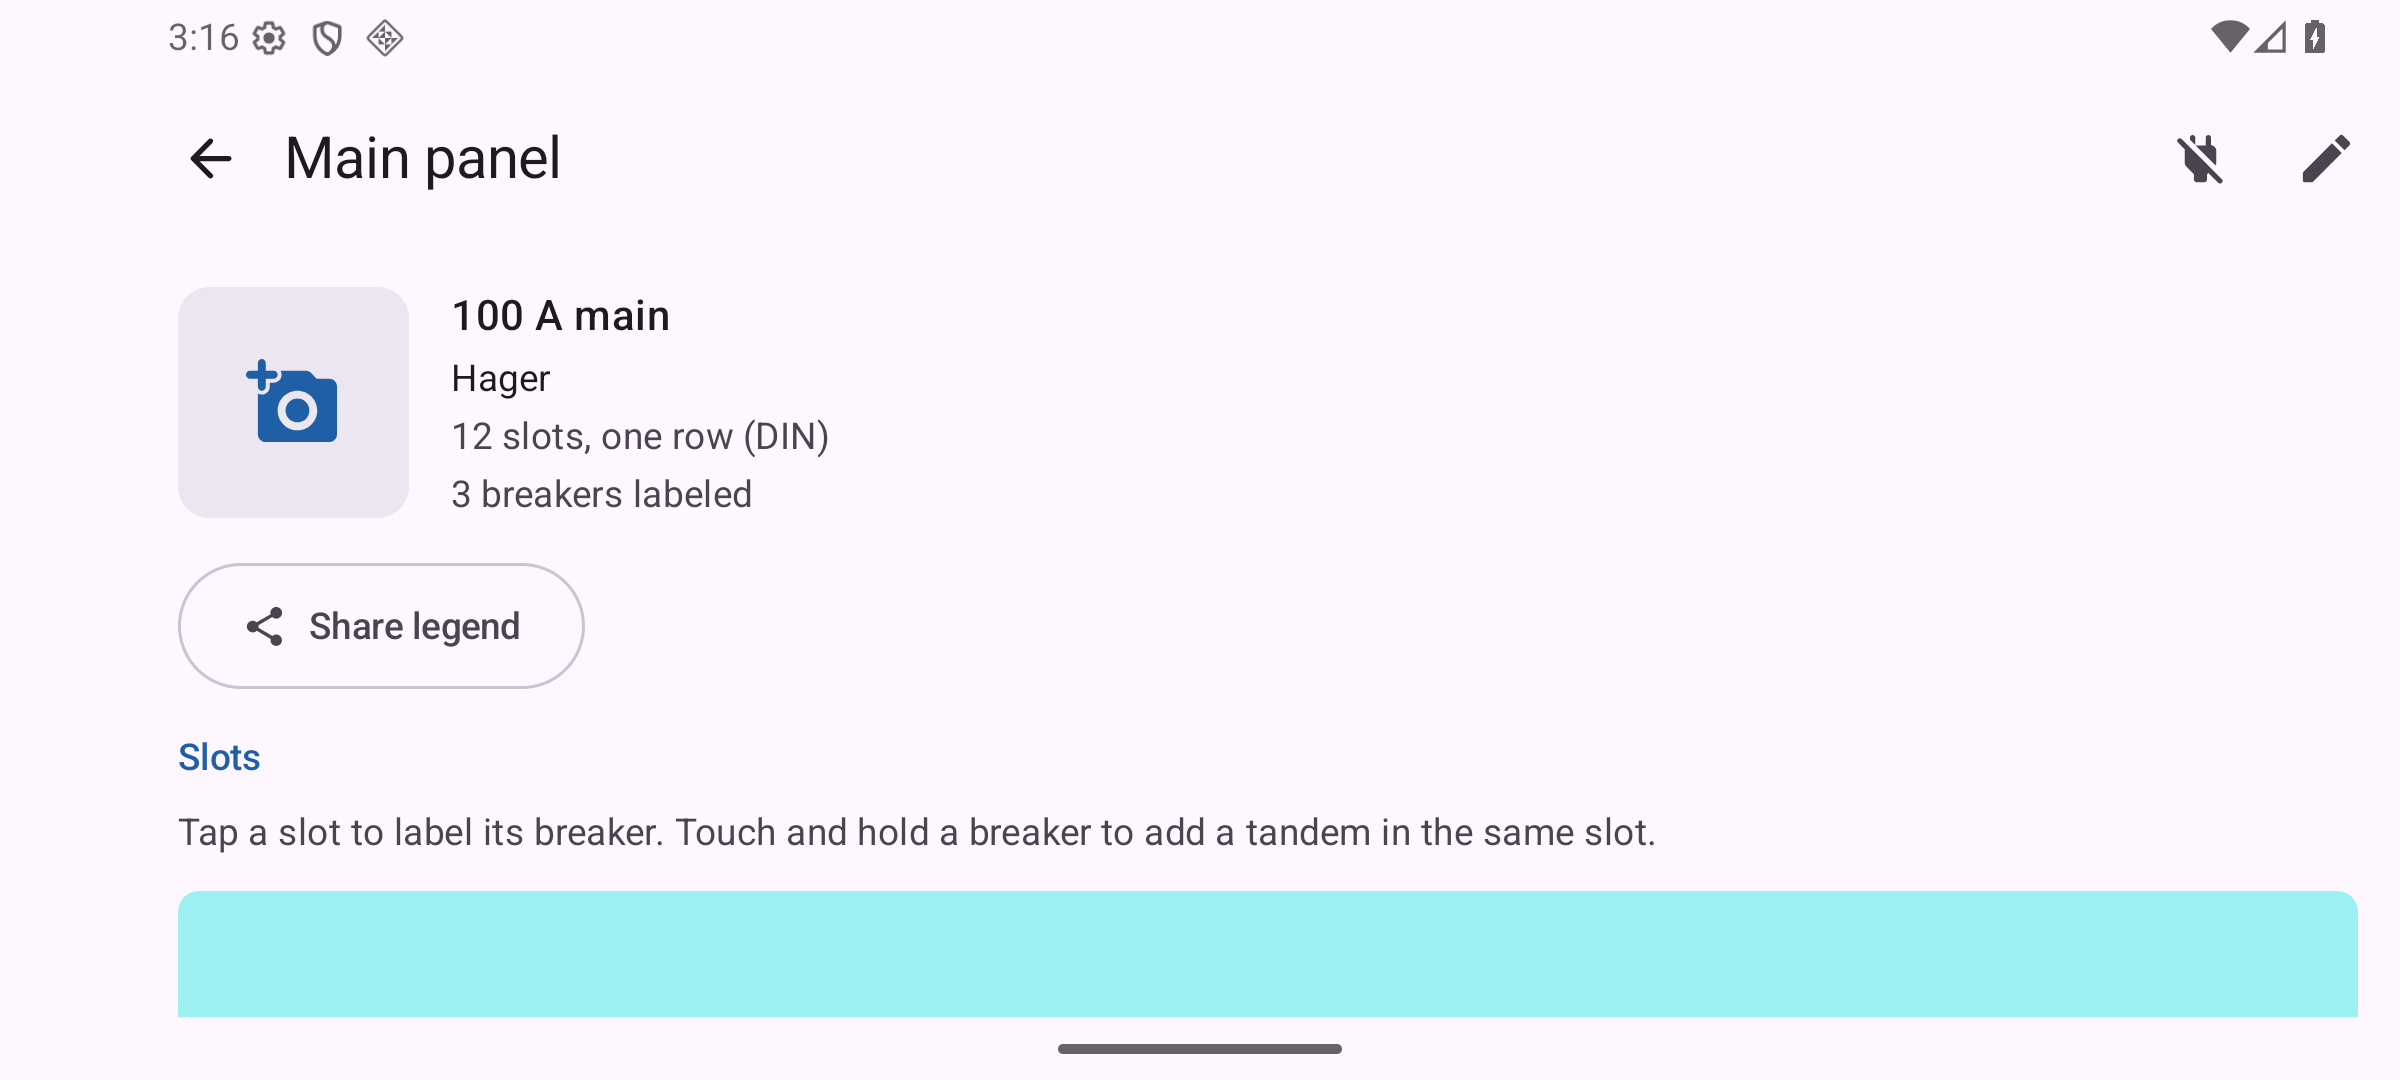 3:16
Main panel
100 A main
Hager
12 slots, one row (DIN)
3 breakers labeled
Share legend
Slots
Tap a slot to label its breaker. Touch and hold a breaker to add a tandem in the same slot.